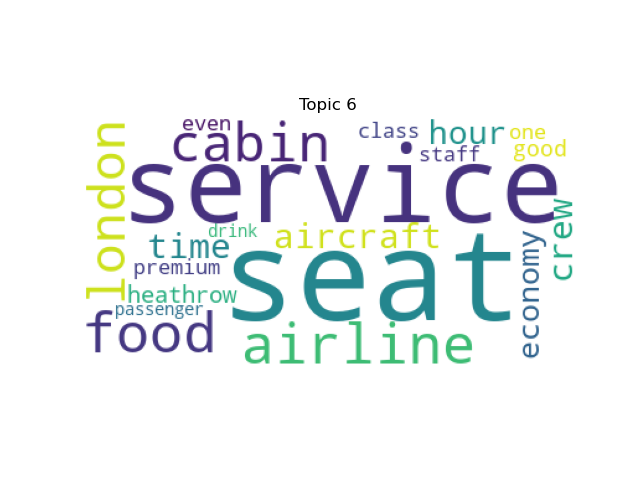 Topic 6
even
cabin
class
hour
one
staff
good
london
service
drink
time
aircraft
crew
premium
seat
economy
heathrow
passenger
food
airline